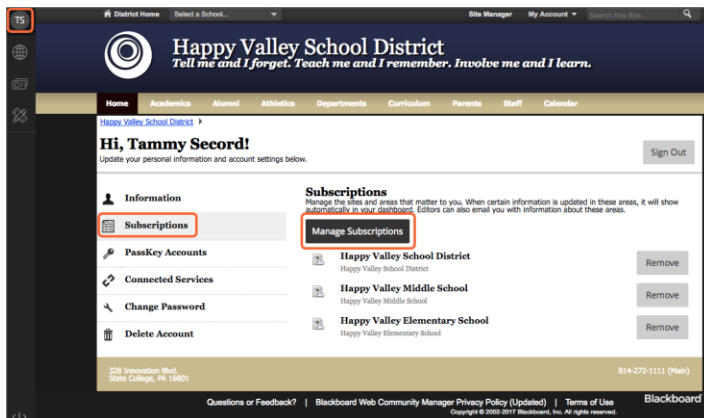 TS
District Home Select a School... Site Manager My Account Search this Site...
Happy Valley School District
Tell me and I forget. Teach me and I remember. Involve me and I learn.
Home Academics Alumni Athletics Departments Curriculum Parents Staff Calendar
Happy Valley School District
Hi, Tammy Secord!
Update your personal information and account settings below.
Sign Out
Information
Subscriptions
PassKey Accounts
Connected Services
Change Password
Delete Account
Subscriptions
Manage the sites and areas that matter to you. When certain information is updated in these areas, it will show
automatically in your dashboard. Editors can also email you with information about these areas.
Manage Subscriptions
Happy Valley School District
Happy Valley School District
Remove
Happy Valley Middle School
Happy Valley Middle School
Remove
Happy Valley Elementary School
Happy Valley Elementary School
Remove
328 Innovation Blvd. 814-272-1111 (Main)
State College, PA 16801
Questions or Feedback? | Blackboard Web Community Manager Privacy Policy (Updated) | Terms of Use Blackboard
Copyright © 2002-2017 Blackboard, Inc. All rights reserved.